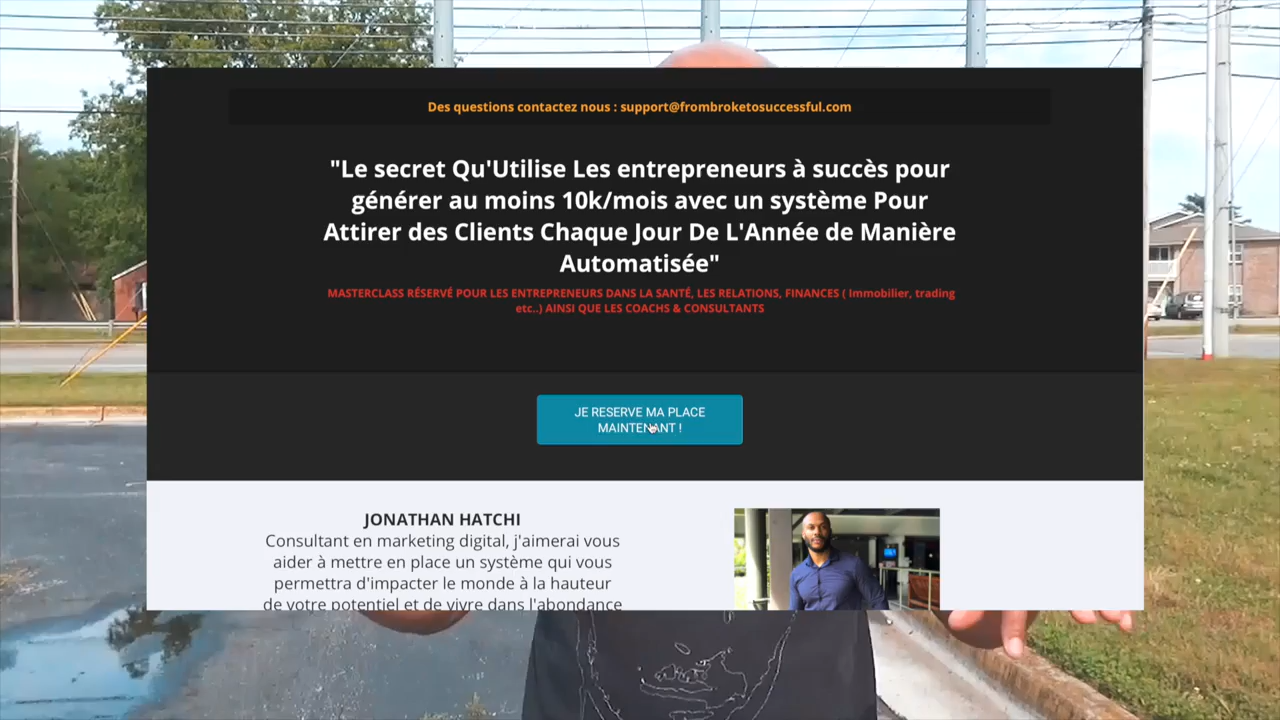 Des questions contactez nous : support@frombroketosuccessful.com
"Le secret Qu'Utilise Les entrepreneurs à succès pour
générer au moins 10k/mois avec un système Pour
Attirer des Clients Chaque Jour De L'Année de Manière
Automatisée"
MASTERCLASS RÉSERVÉ POUR LES ENTREPRENEURS DANS LA SANTÉ, LES RELATIONS, FINANCES ( Immobilier, trading
etc..) AINSI QUE LES COACHS & CONSULTANTS
JE RESERVE MA PLACE
MAINTENANT !
JONATHAN HATCHI
Consultant en marketing digital, j'aimerai vous
aider à mettre en place un système qui vous
permettra d'impacter le monde à la hauteur
de votre potentiel et de vivre dans l'abondance